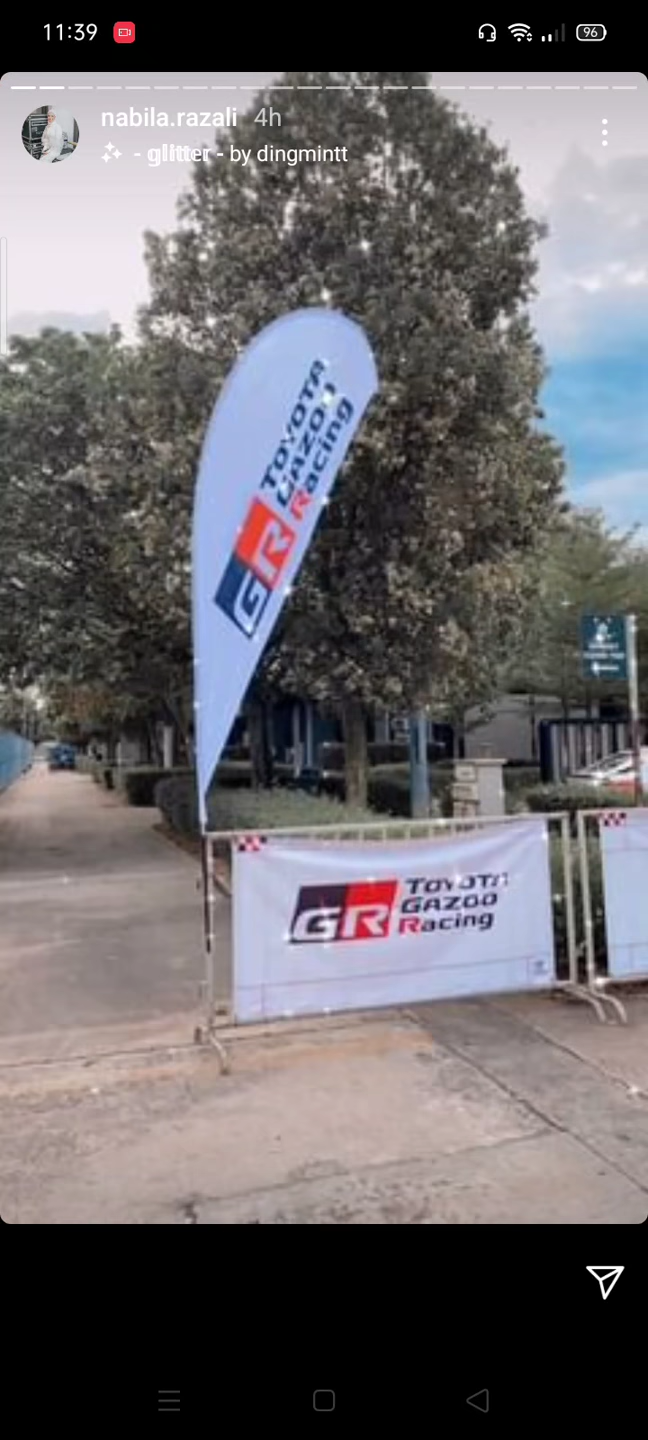 11:39
96
nabila.razali 4h
- glitter - by dingmintt
TOYOTA
GAZOO
Racing
GR
GR
TOYOTA
GAZOO
Racing